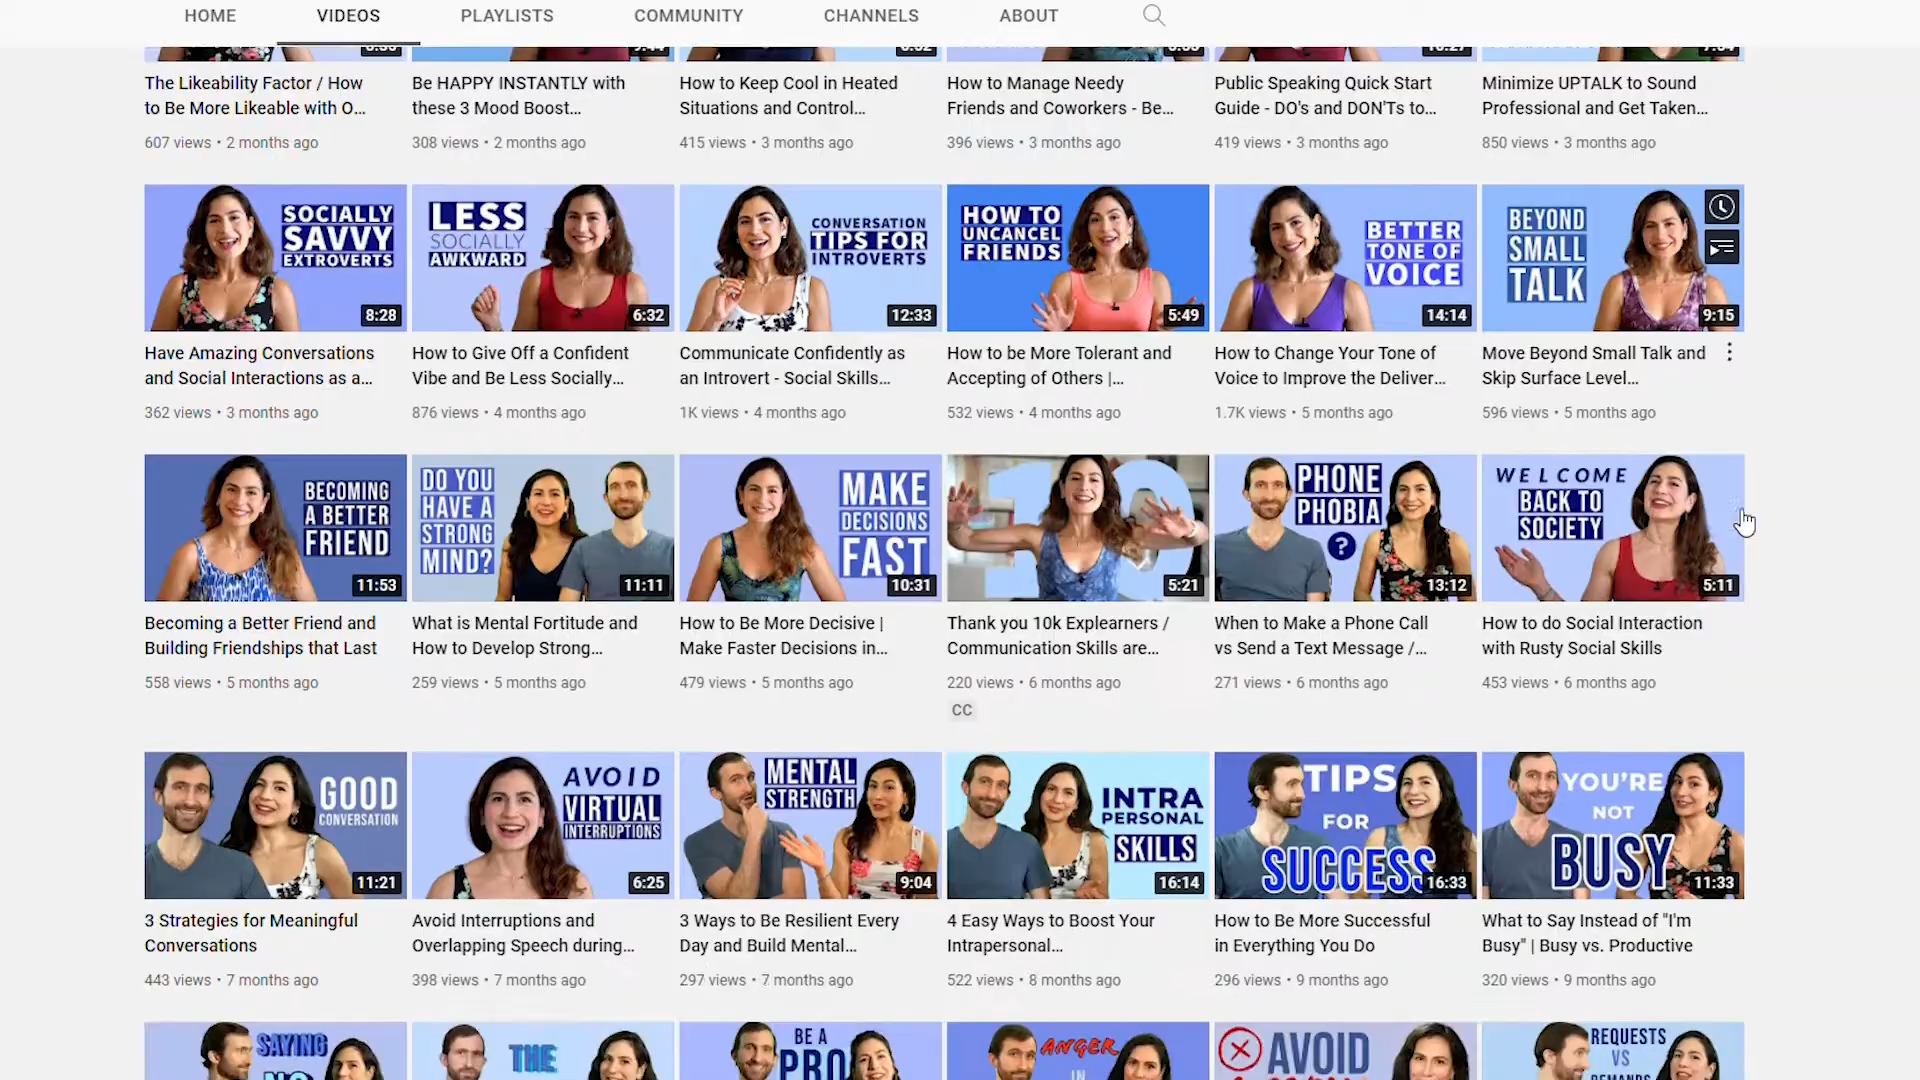 HOME VIDEOS PLAYLISTS COMMUNITY CHANNELS ABOUT
The Likeability Factor / How
to Be More Likeable with O...
607 views • 2 months ago
Be HAPPY INSTANTLY with
these 3 Mood Boost...
308 views • 2 months ago
How to Keep Cool in Heated
Situations and Control...
415 views • 3 months ago
How to Manage Needy
Friends and Coworkers - Be...
396 views • 3 months ago
Public Speaking Quick Start
Guide - DO's and DON'Ts to...
419 views • 3 months ago
Minimize UPTALK to Sound
Professional and Get Taken...
850 views • 3 months ago
SOCIALLY
SAVVY
EXTROVERTS
8:28
Have Amazing Conversations
and Social Interactions as a...
362 views • 3 months ago
LESS
SOCIALLY
AWKWARD
6:32
How to Give Off a Confident
Vibe and Be Less Socially...
876 views • 4 months ago
CONVERSATION
TIPS FOR
INTROVERTS
12:33
Communicate Confidently as
an Introvert - Social Skills...
1K views • 4 months ago
HOW TO
UNCANCEL
FRIENDS
5:49
How to be More Tolerant and
Accepting of Others |...
532 views • 4 months ago
BETTER
TONE OF
VOICE
14:14
How to Change Your Tone of
Voice to Improve the Deliver...
1.7K views • 5 months ago
BEYOND
SMALL
TALK
9:15
Move Beyond Small Talk and
Skip Surface Level...
596 views • 5 months ago
BECOMING
A BETTER
FRIEND
11:53
Becoming a Better Friend and
Building Friendships that Last
558 views • 5 months ago
DO YOU
HAVE A
STRONG
MIND?
11:11
What is Mental Fortitude and
How to Develop Strong...
259 views • 5 months ago
MAKE
DECISIONS
FAST
10:31
How to Be More Decisive |
Make Faster Decisions in...
479 views • 5 months ago
10
5:21
Thank you 10k Explearners /
Communication Skills are...
220 views • 6 months ago
CC
PHONE
PHOBIA
?
13:12
When to Make a Phone Call
vs Send a Text Message /...
271 views • 6 months ago
WELCOME
BACK TO
SOCIETY
5:11
How to do Social Interaction
with Rusty Social Skills
453 views • 6 months ago
GOOD
CONVERSATION
11:21
3 Strategies for Meaningful
Conversations
443 views • 7 months ago
AVOID
VIRTUAL
INTERRUPTIONS
6:25
Avoid Interruptions and
Overlapping Speech during...
398 views • 7 months ago
MENTAL
STRENGTH
9:04
3 Ways to Be Resilient Every
Day and Build Mental...
297 views • 7 months ago
INTRA
PERSONAL
SKILLS
16:14
4 Easy Ways to Boost Your
Intrapersonal...
522 views • 8 months ago
TIPS
FOR
SUCCESS
16:33
How to Be More Successful
in Everything You Do
296 views • 9 months ago
YOU'RE
NOT
BUSY
11:33
What to Say Instead of "I'm
Busy" | Busy vs. Productive
320 views • 9 months ago
SAYING
NO
THE
BE A
PRO
ANGER
IN
AVOID
REQUESTS
VS